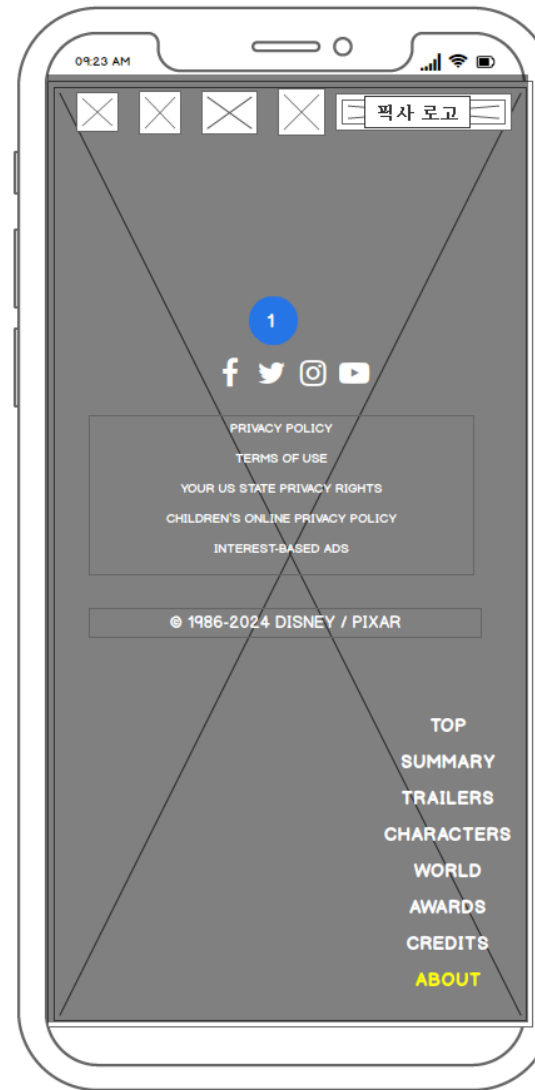 09:23 AM
픽사 로고
1
PRIVACY POLICY
TERMS OF USE
YOUR US STATE PRIVACY RIGHTS
CHILDREN'S ONLINE PRIVACY POLICY
INTEREST-BASED ADS
© 1986-2024 DISNEY / PIXAR
TOP
SUMMARY
TRAILERS
CHARACTERS
WORLD
AWARDS
CREDITS
ABOUT